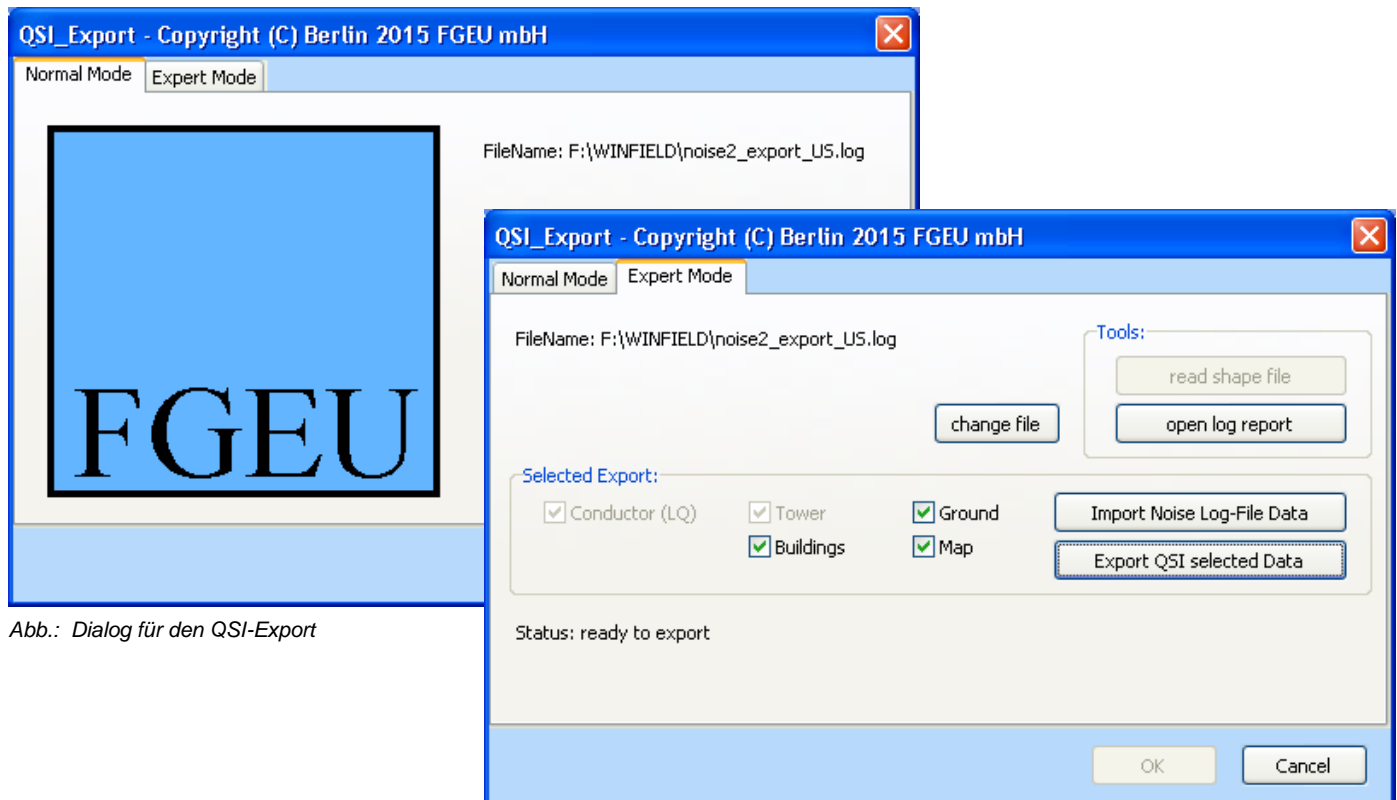 QSI_Export - Copyright (C) Berlin 2015 FGEU mbH
Normal Mode Expert Mode
FileName: F:\WINFIELD\noise2_export_US.log
FGEU
Abb.: Dialog für den QSI-Export
QSI_Export - Copyright (C) Berlin 2015 FGEU mbH
Normal Mode Expert Mode
FileName: F:\WINFIELD\noise2_export_US.log
change file
Tools:
read shape file
open log report
Selected Export:
Conductor (LQ) Tower Ground Import Noise Log-File Data
Buildings Map Export QSI selected Data
Status: ready to export
OK Cancel